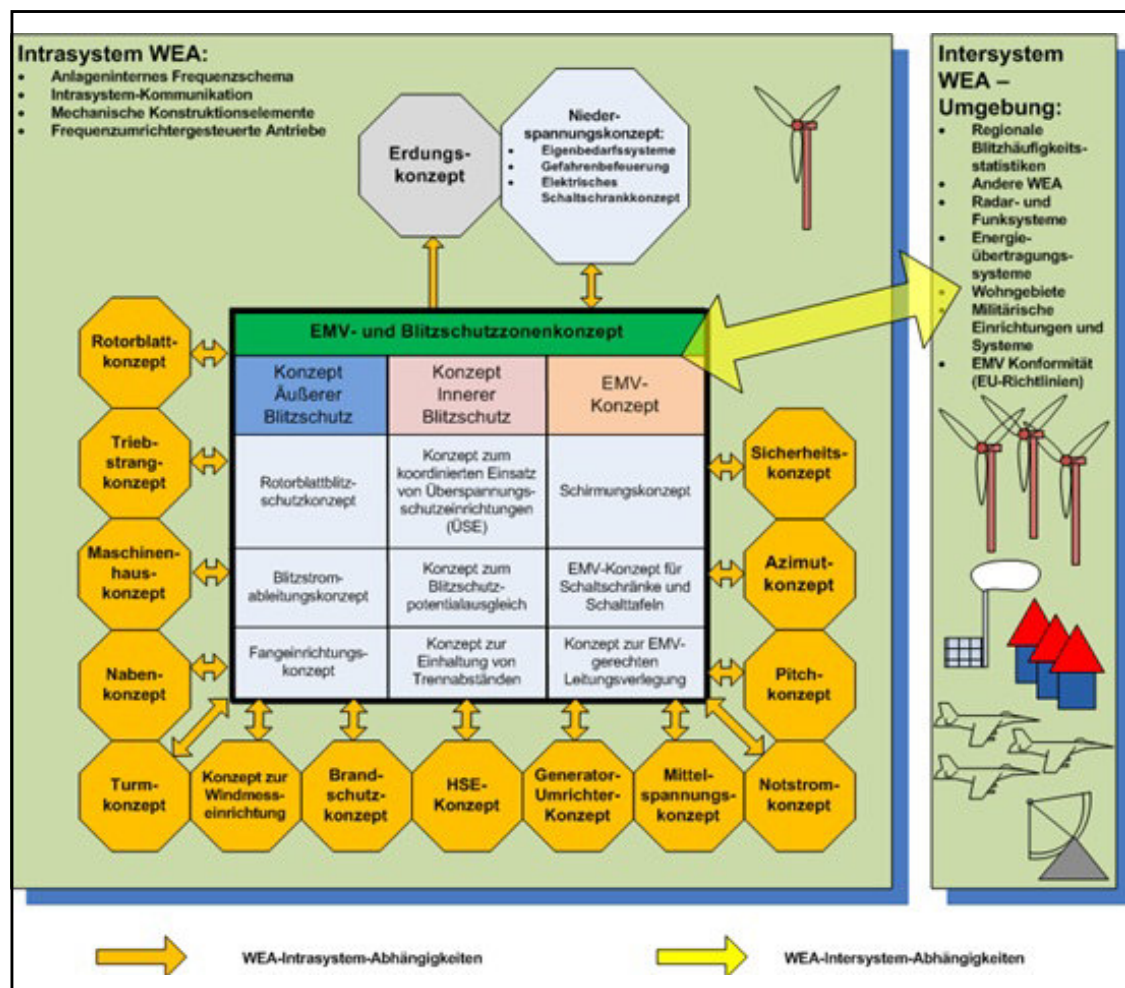 Intrasystem WEA:
• Anlageninternes Frequenzschema
• Intrasystem-Kommunikation
• Mechanische Konstruktionselemente
• Frequenzumrichtergesteuerte Antriebe
Erdungs-
konzept
Nieder-
spannungskonzept:
• Eigenbedarfssysteme
• Gefahrenbefeuerung
• Elektrisches
Schaltschrankkonzept
Rotorblatt-
konzept
Trieb-
strang-
konzept
Maschinen-
haus-
konzept
Naben-
konzept
EMV- und Blitzschutzzonenkonzept
Konzept
Äußerer
Blitzschutz
Konzept
Innerer
Blitzschutz
EMV-
Konzept
Rotorblattblitz-
schutzkonzept
Konzept zum
koordinierten Einsatz
von Überspannungs-
schutzeinrichtungen
(ÜSE)
Schirmungskonzept
Blitzstrom-
ableitungskonzept
Konzept zum
Blitzschutz-
potentialausgleich
EMV-Konzept für
Schaltschränke und
Schalttafeln
Fangeinrichtungs-
konzept
Konzept zur
Einhaltung von
Trennabständen
Konzept zur EMV-
gerechten
Leitungsverlegung
Sicherheits-
konzept
Azimut-
konzept
Pitch-
konzept
Turm-
konzept
Konzept zur
Windmess-
einrichtung
Brand-
schutz-
konzept
HSE-
Konzept
Generator-
Umrichter-
Konzept
Mittel-
spannungs-
konzept
Notstrom-
konzept
Intersystem
WEA –
Umgebung:
• Regionale
Blitzhäufigkeits-
statistiken
• Andere WEA
• Radar- und
Funksysteme
• Energie-
übertragungs-
systeme
• Wohngebiete
• Militärische
Einrichtungen und
Systeme
• EMV Konformität
(EU-Richtlinien)
WEA-Intrasystem-Abhängigkeiten
WEA-Intersystem-Abhängigkeiten